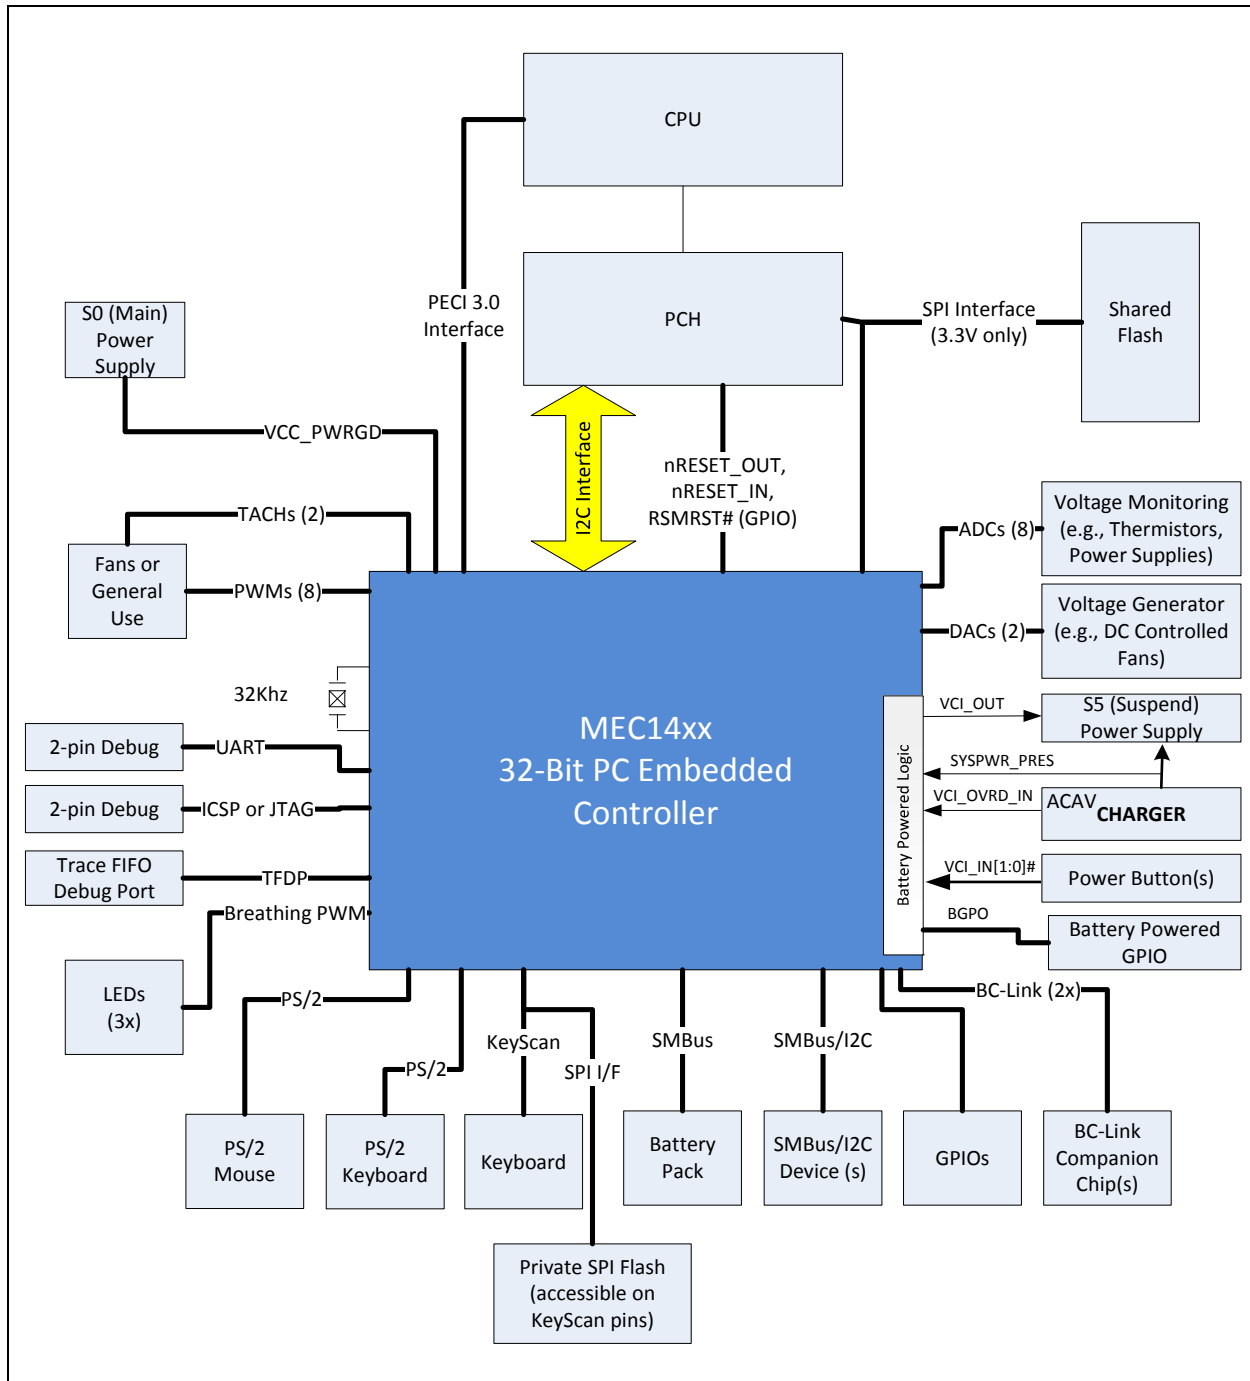 CPU
PECI 3.0
Interface
PCH
SPI Interface
(3.3V only)
Shared
Flash
S0 (Main)
Power
Supply
VCC_PWRGD
I2C Interface
nRESET_OUT,
nRESET_IN,
RSMRST# (GPIO)
TACHs (2)
Fans or
General
Use
PWMs (8)
ADCs (8)
Voltage Monitoring
(e.g., Thermistors,
Power Supplies)
DACs (2)
Voltage Generator
(e.g., DC Controlled
Fans)
32Khz
MEC14xx
32-Bit PC Embedded
Controller
Battery Powered Logic
VCI_OUT
S5 (Suspend)
Power Supply
SYSPWR_PRES
VCI_OVRD_IN
ACAV
CHARGER
VCI_IN[1:0]#
Power Button(s)
BGPO
Battery Powered
GPIO
2-pin Debug
UART
2-pin Debug
ICSP or JTAG
Trace FIFO
Debug Port
TFDP
Breathing PWM
LEDs
(3x)
PS/2
PS/2
KeyScan
SPI I/F
SMBus
SMBus/I2C
BC-Link (2x)
PS/2
Mouse
PS/2
Keyboard
Keyboard
Battery
Pack
SMBus/I2C
Device (s)
GPIOs
BC-Link
Companion
Chip(s)
Private SPI Flash
(accessible on
KeyScan pins)